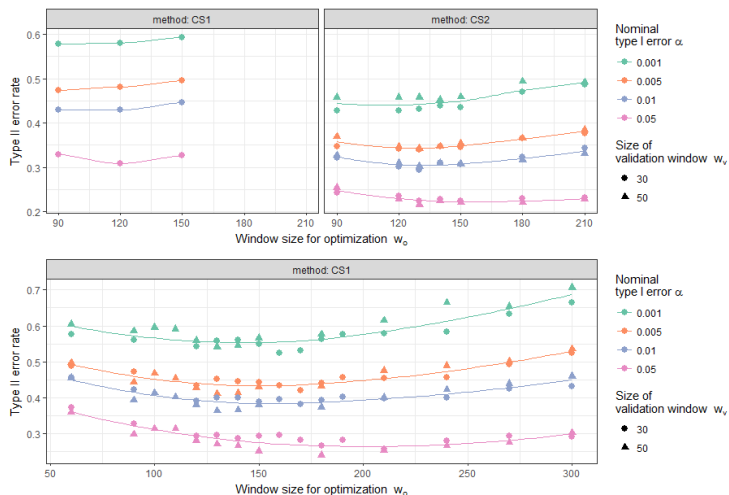 method: CS1
method: CS2
Type II error rate
0.6
0.5
0.4
0.3
0.2
90 120 150 180 210
90 120 150 180 210
Window size for optimization wₒ
Nominal
type I error α
0.001
0.005
0.01
0.05
Size of
validation window wᵥ
30
50
method: CS1
Type II error rate
0.7
0.6
0.5
0.4
0.3
50 100 150 200 250 300
Window size for optimization wₒ
Nominal
type I error α
0.001
0.005
0.01
0.05
Size of
validation window wᵥ
30
50